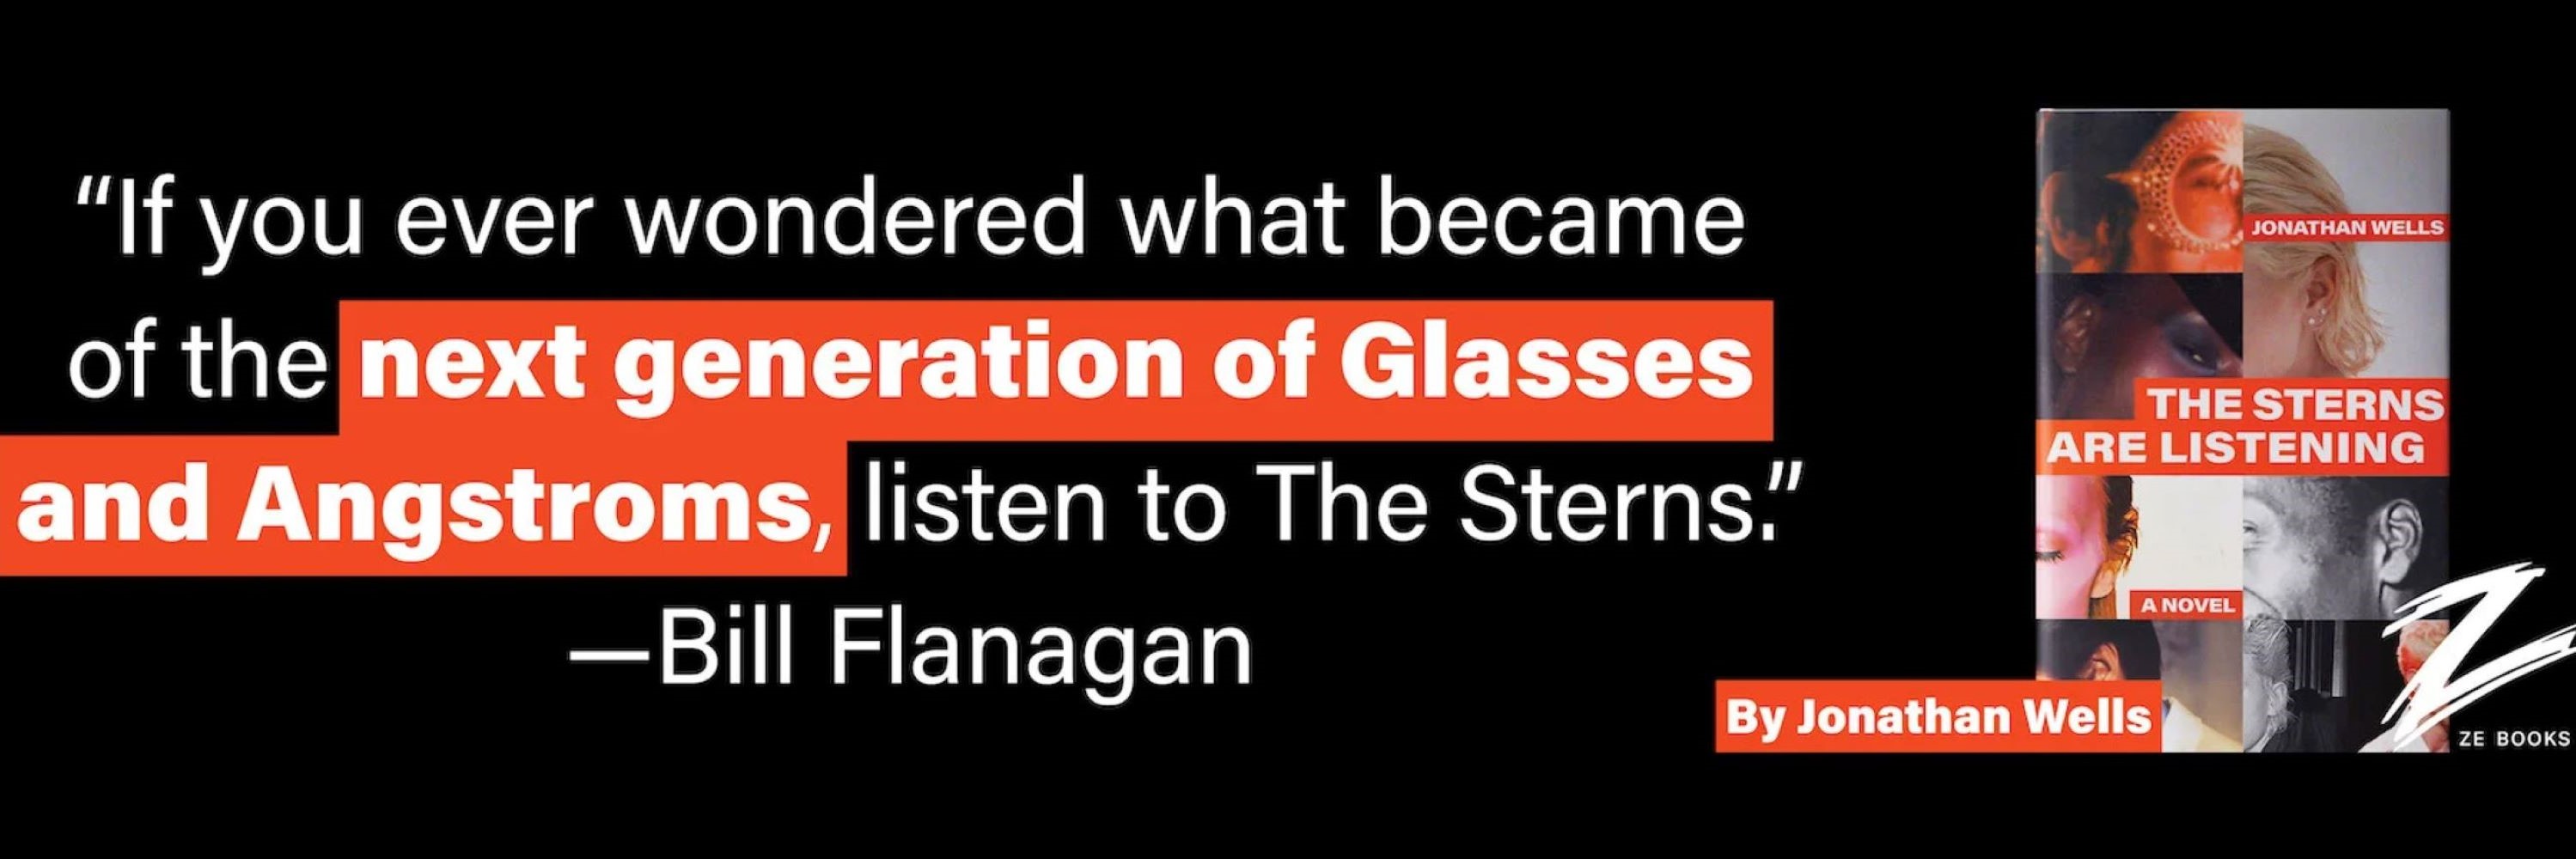 “If you ever wondered what became
of the next generation of Glasses
and Angstroms, listen to The Sterns.”
—Bill Flanagan
JONATHAN WELLS
THE STERNS
ARE LISTENING
A NOVEL
By Jonathan Wells
Z
ZE BOOKS